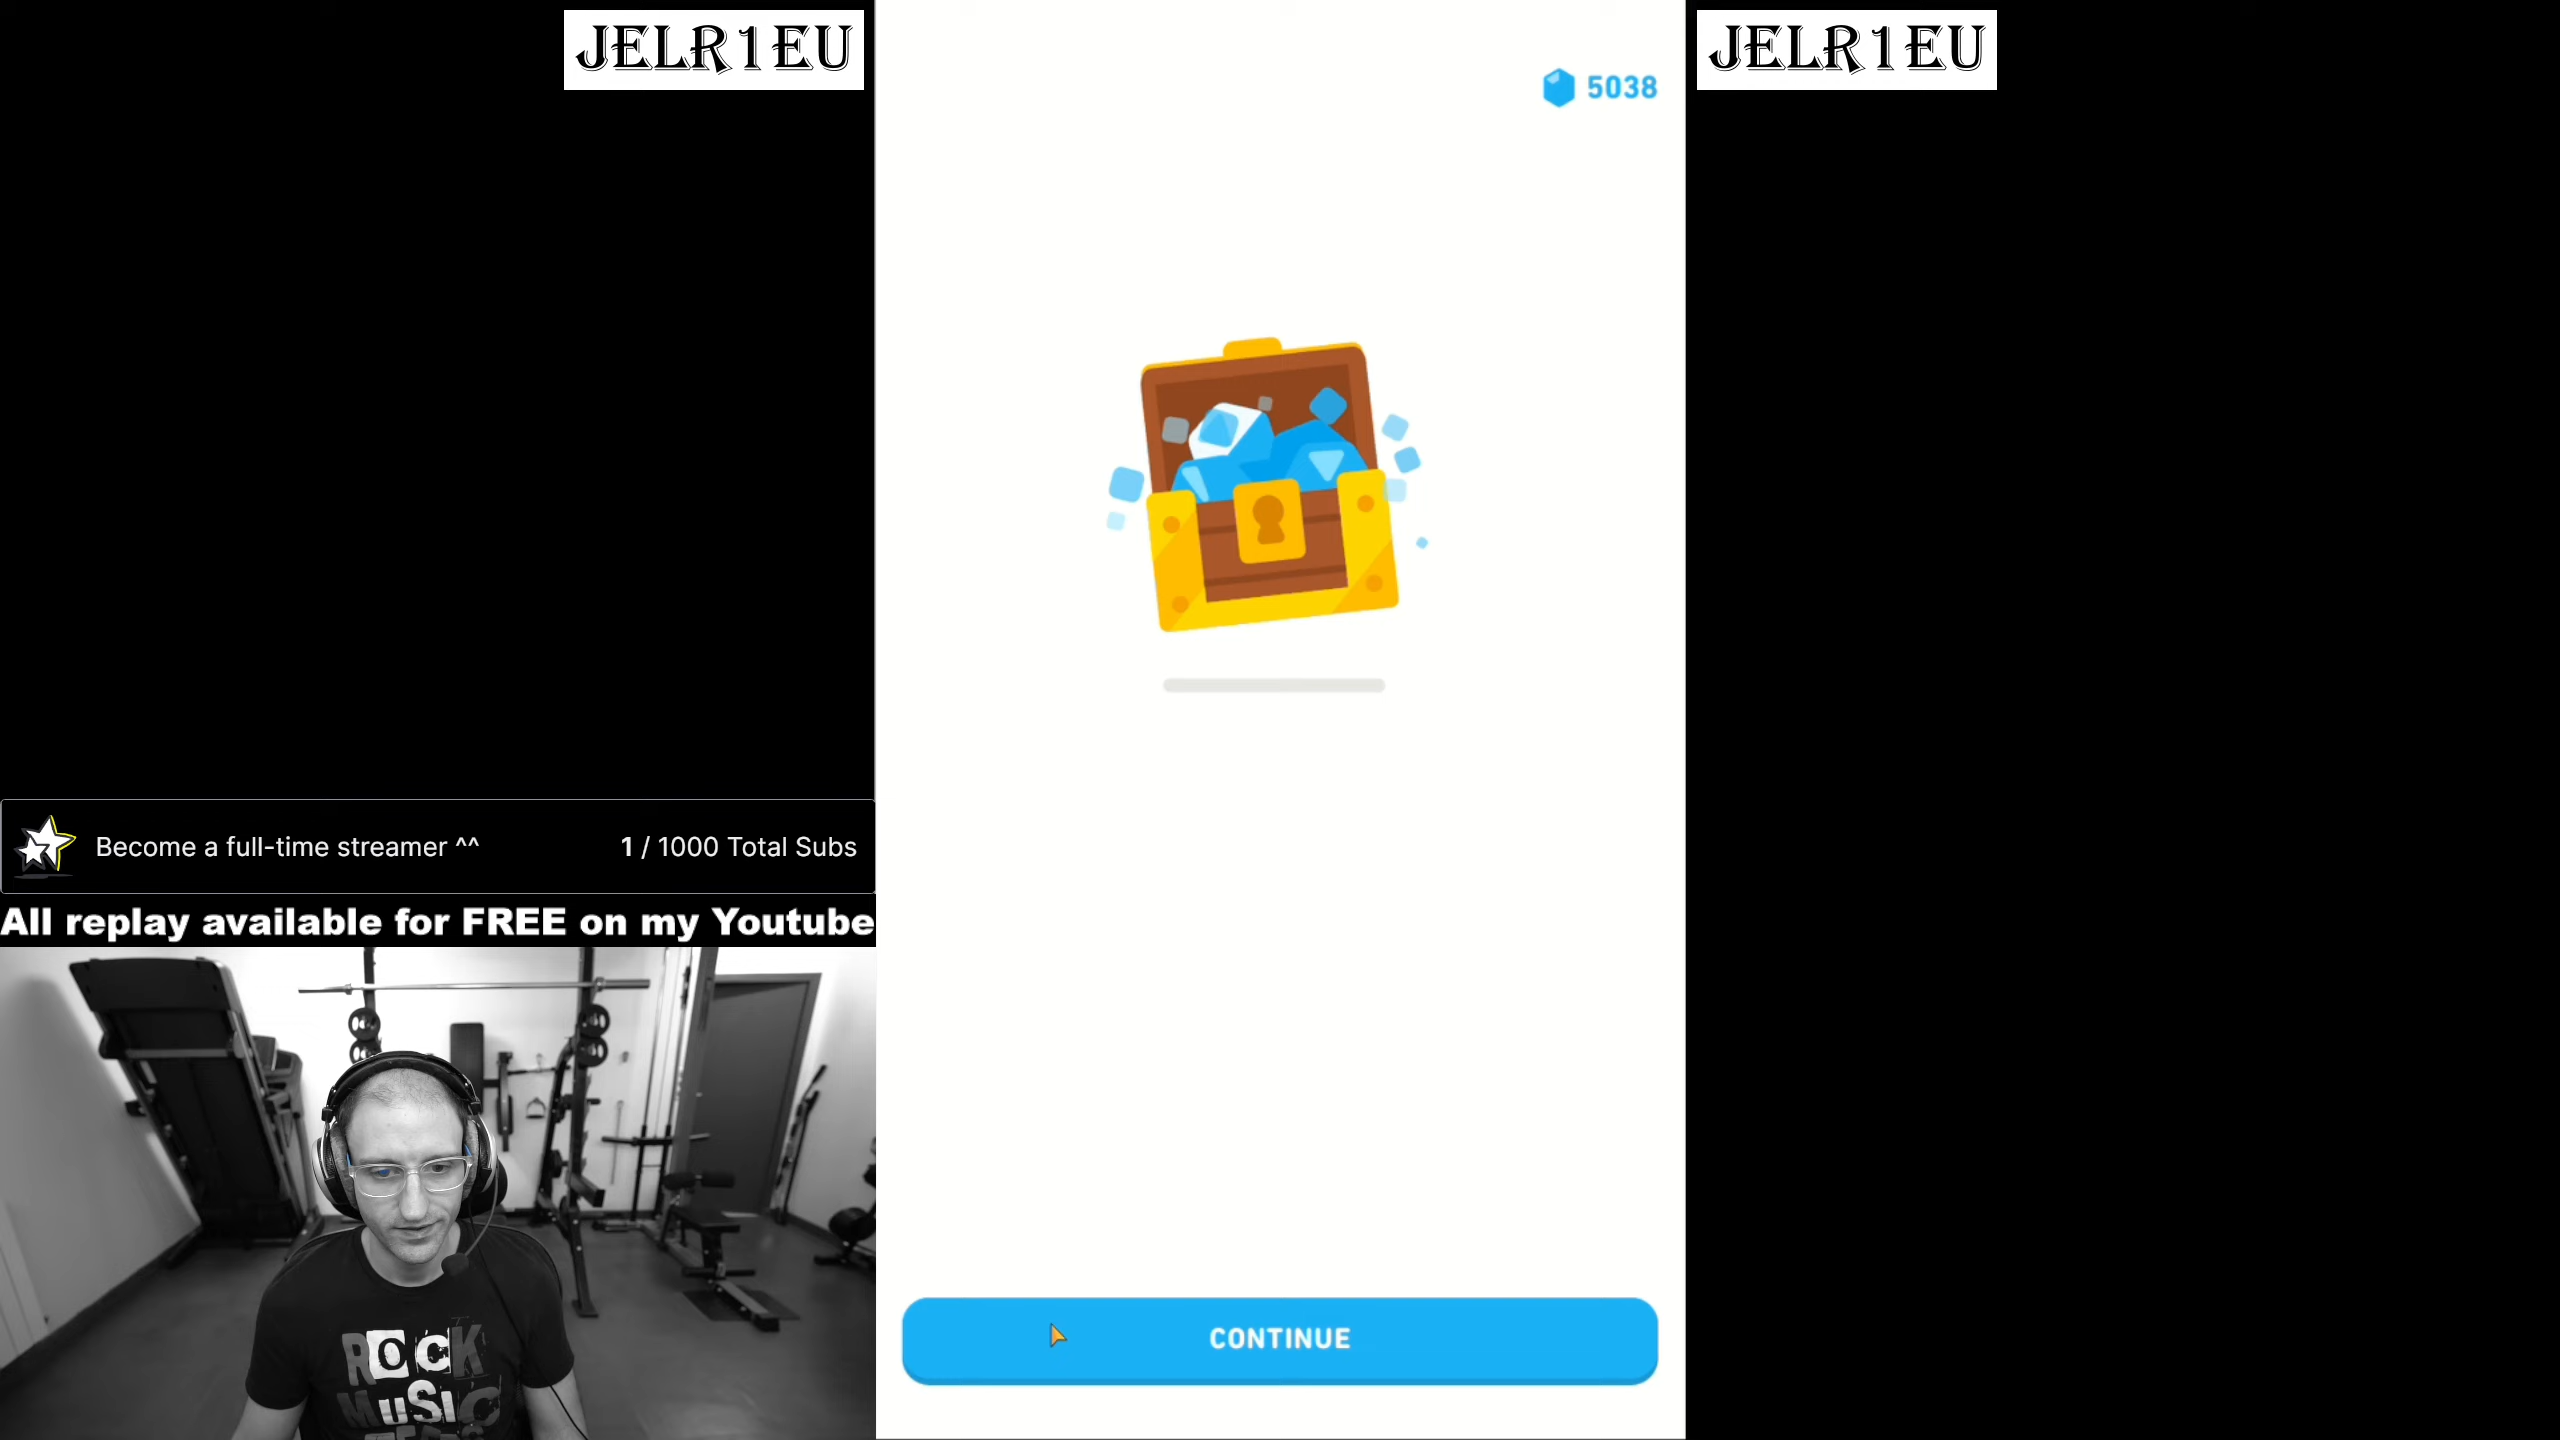 JELR1EU
JELR1EU
5038
Become a full-time streamer ^^
1 / 1000 Total Subs
All replay available for FREE on my Youtube
ROCK
MUSIC
CONTINUE